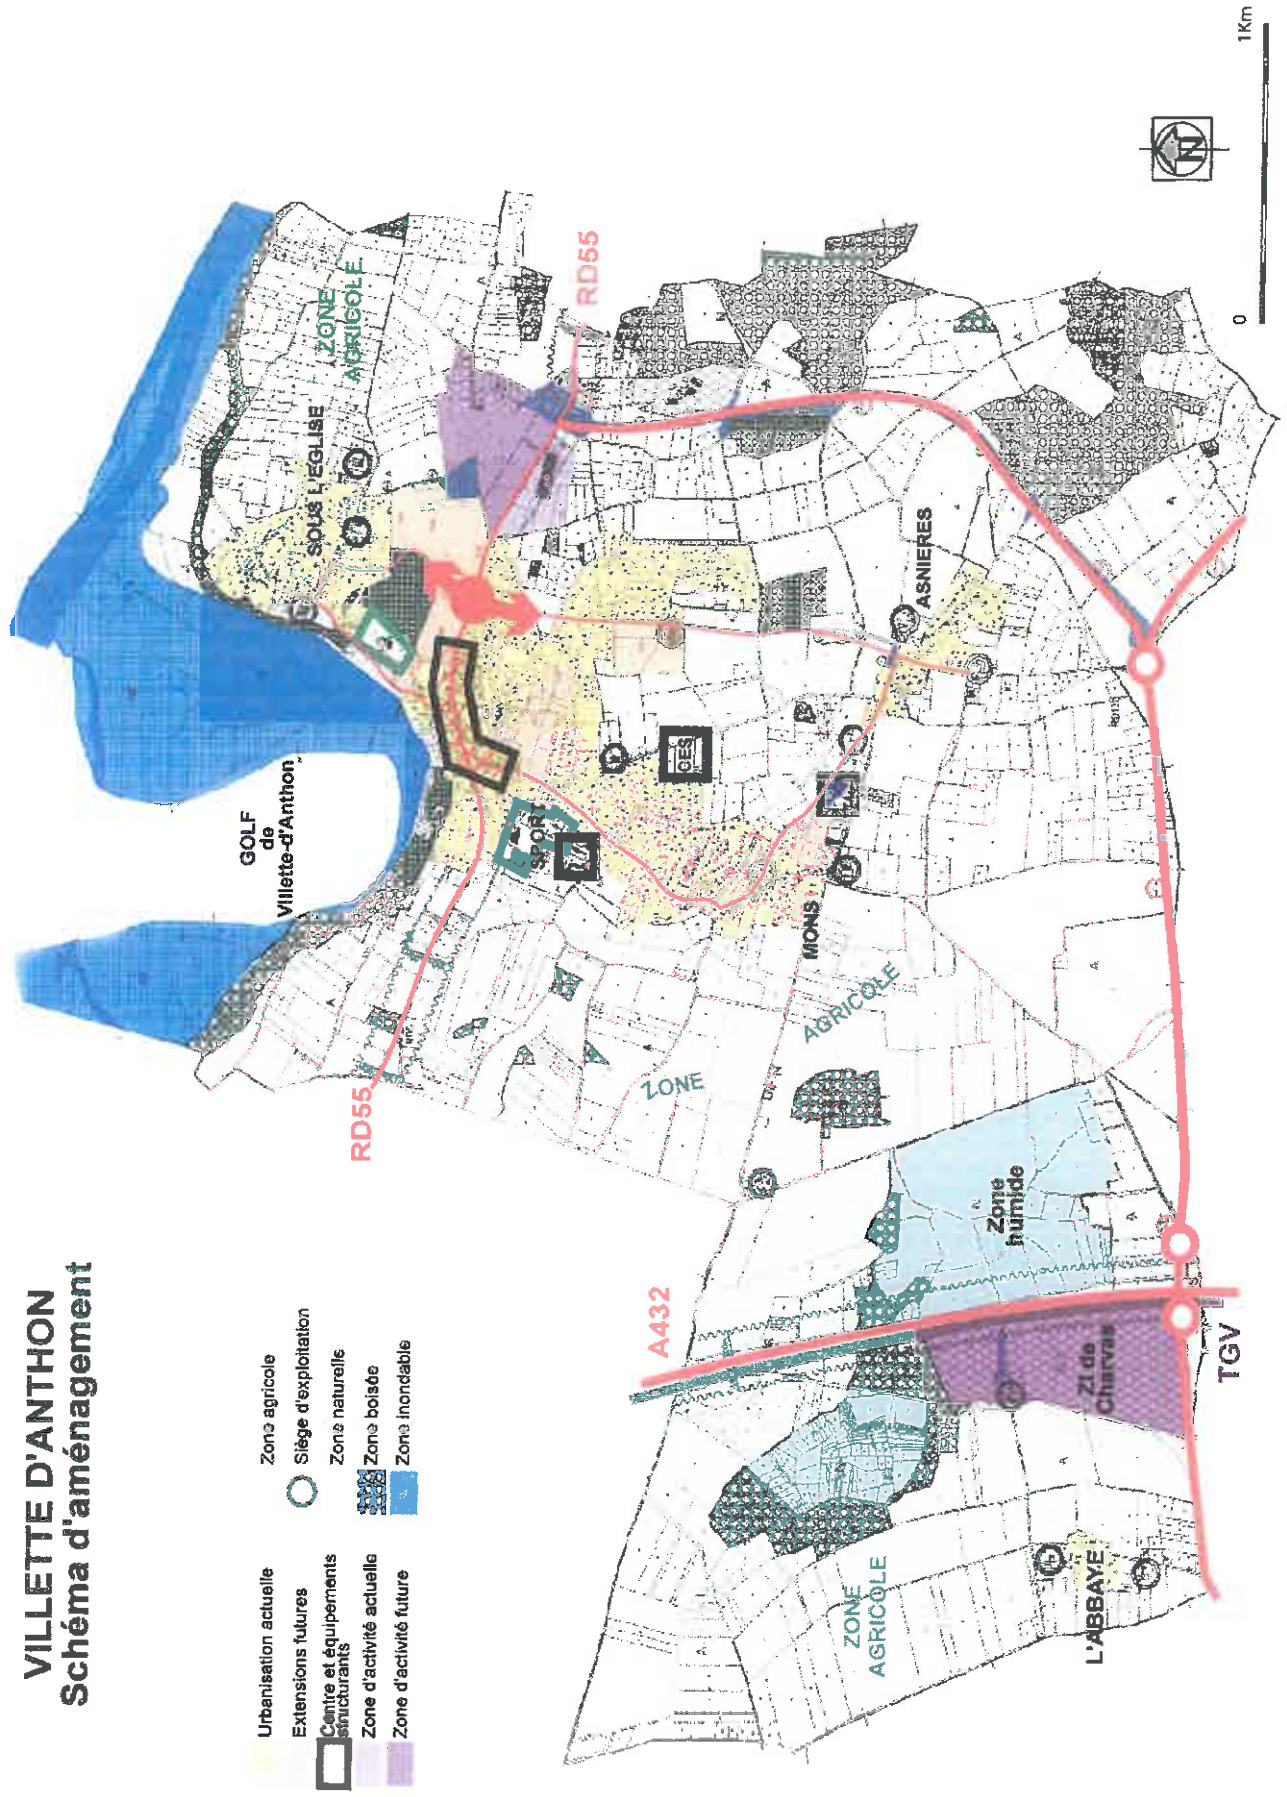 VILLETTE D'ANTHON
Schéma d'aménagement
Urbanisation actuelle
Extensions futures
Centre et équipements
structurants
Zone d'activité actuelle
Zone d'activité future
Zone agricole
Siège d'exploitation
Zone naturelle
Zone boisée
Zone inondable
GOLF
de
Villette-d'Anthon"
SOUS L'EGLISE
ZONE
AGRICOLE
RD55
RD55
SPORT
CES
MONS
ASNIERES
ZONE
AGRICOLE
A432
Zone
humide
ZI de
Charvas
TGV
ZONE
AGRICOLE
L'ABBAYE
N
0
1Km